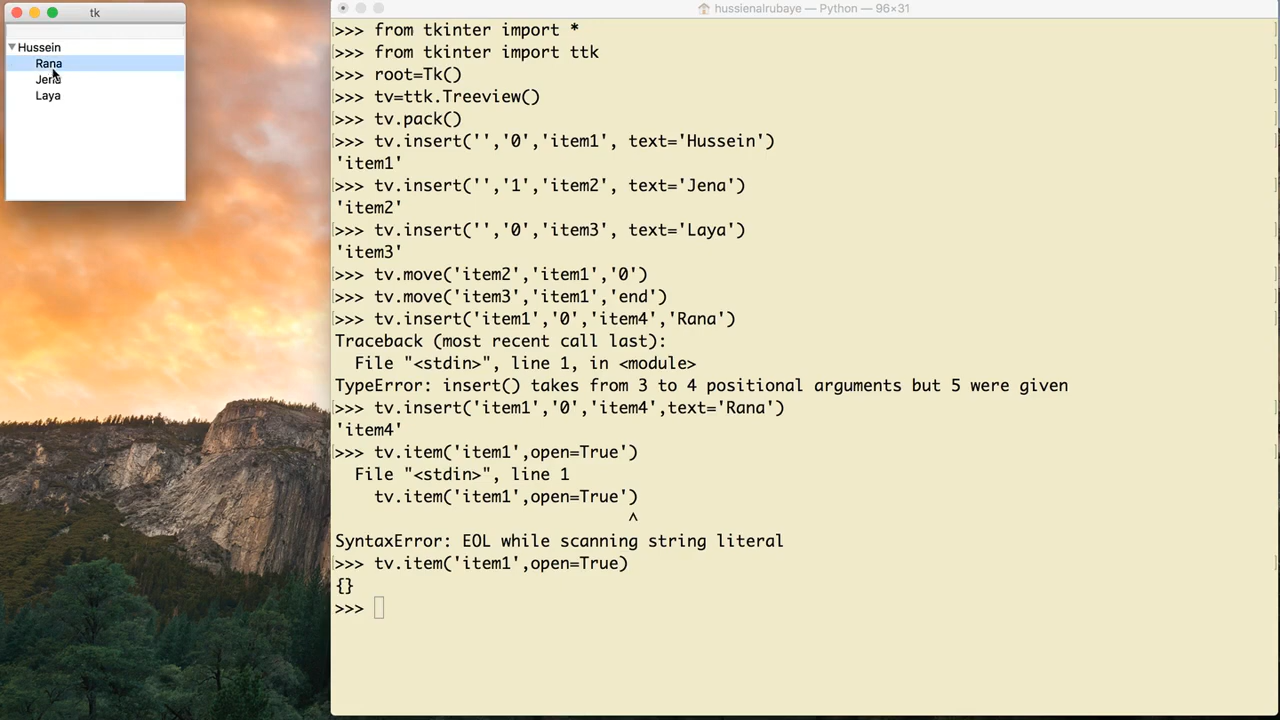 tk
Hussein
Rana
Jena
Laya
hussienalrubaye — Python — 96×31
>>> from tkinter import *
>>> from tkinter import ttk
>>> root=Tk()
>>> tv=ttk.Treeview()
>>> tv.pack()
>>> tv.insert('','0','item1', text='Hussein')
'item1'
>>> tv.insert('','1','item2', text='Jena')
'item2'
>>> tv.insert('','0','item3', text='Laya')
'item3'
>>> tv.move('item2','item1','0')
>>> tv.move('item3','item1','end')
>>> tv.insert('item1','0','item4','Rana')
Traceback (most recent call last):
  File "<stdin>", line 1, in <module>
TypeError: insert() takes from 3 to 4 positional arguments but 5 were given
>>> tv.insert('item1','0','item4',text='Rana')
'item4'
>>> tv.item('item1',open=True')
  File "<stdin>", line 1
    tv.item('item1',open=True')
                              ^
SyntaxError: EOL while scanning string literal
>>> tv.item('item1',open=True)
{}
>>>